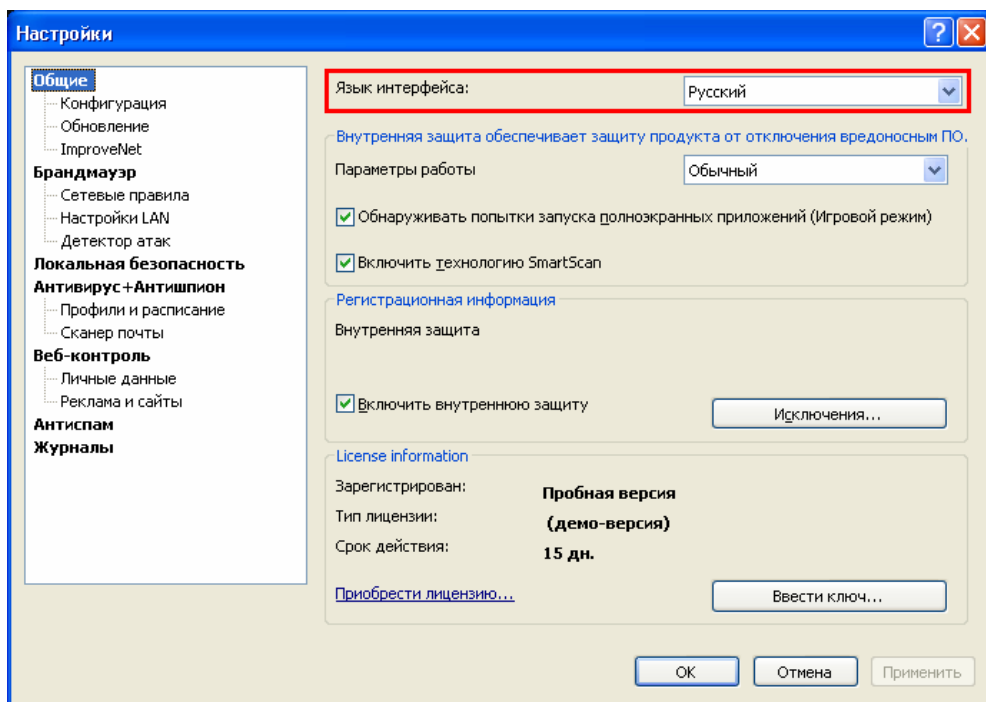 Настройки
Общие
Конфигурация
Обновление
ImproveNet
Брандмауэр
Сетевые правила
Настройки LAN
Детектор атак
Локальная безопасность
Антивирус+Антишпион
Профили и расписание
Сканер почты
Веб-контроль
Личные данные
Реклама и сайты
Антиспам
Журналы
Язык интерфейса: Русский
Внутренняя защита обеспечивает защиту продукта от отключения вредоносным ПО.
Параметры работы Обычный
Обнаруживать попытки запуска полноэкранных приложений (Игровой режим)
Включить технологию SmartScan
Регистрационная информация
Внутренняя защита
Включить внутреннюю защиту Исключения...
License information
Зарегистрирован: Пробная версия
Тип лицензии: (демо-версия)
Срок действия: 15 дн.
Приобрести лицензию... Ввести ключ...
OK Отмена Применить